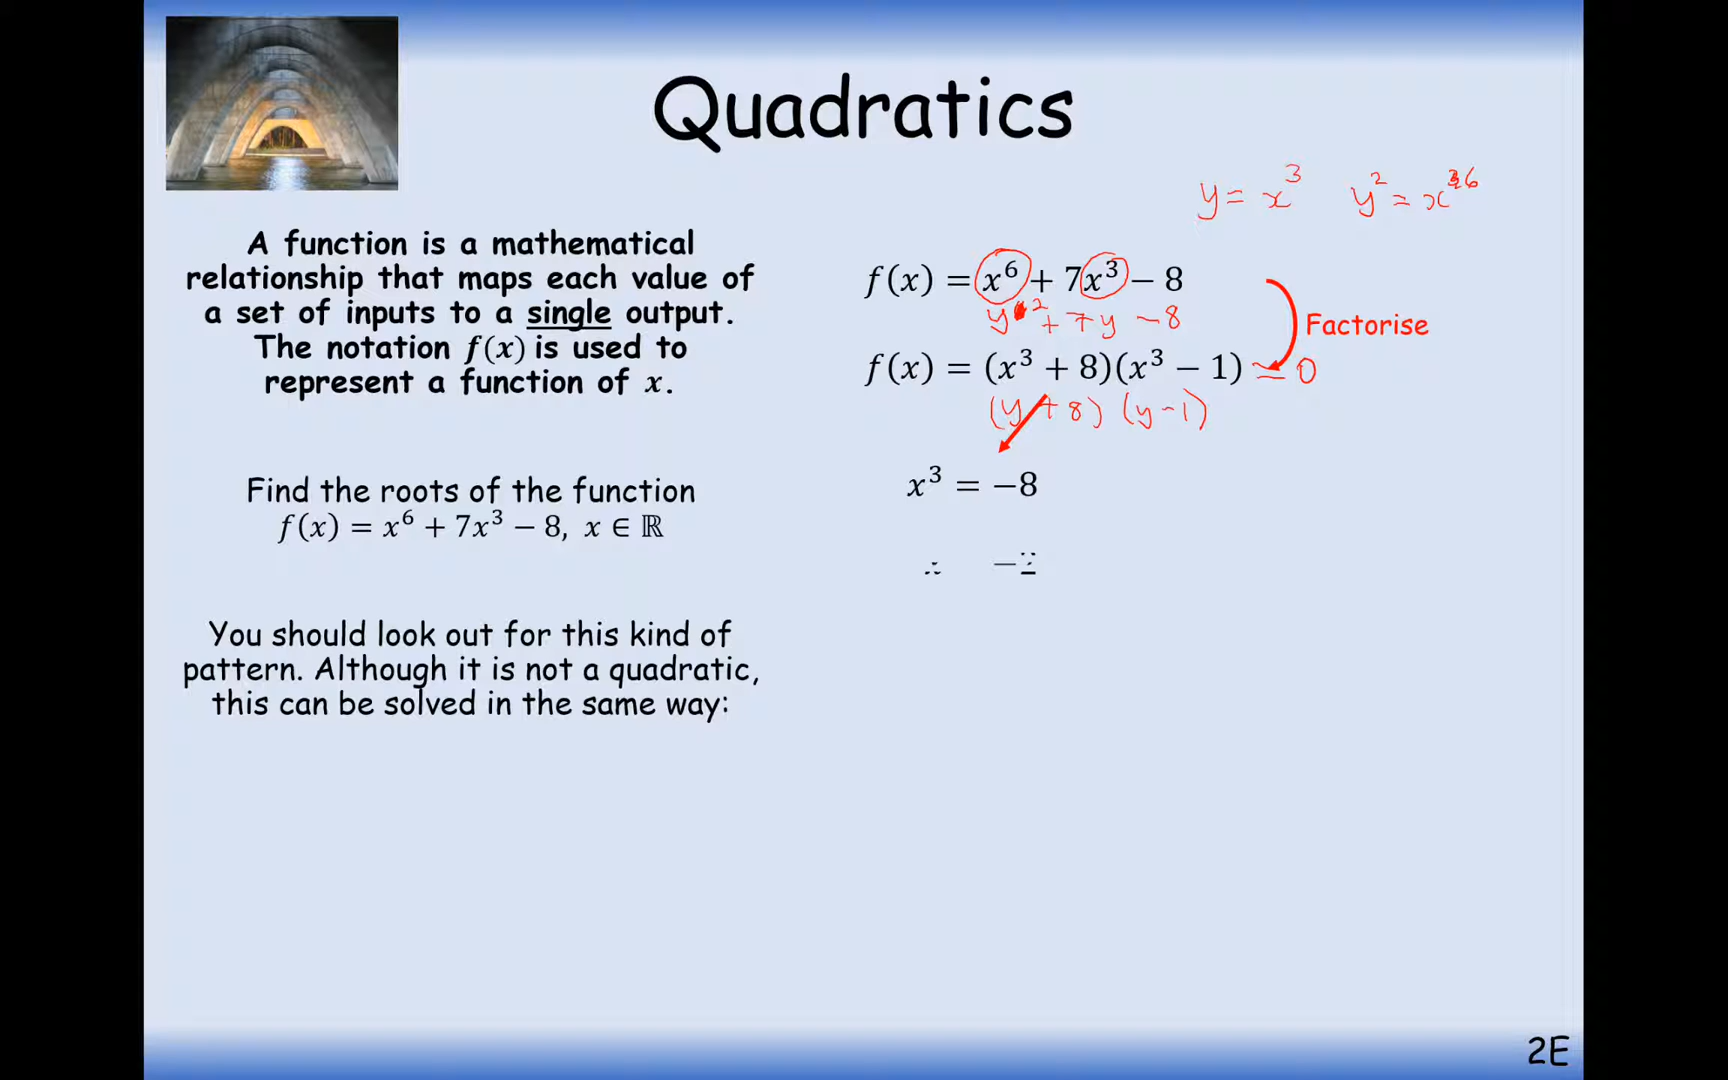 Quadratics
y = x³ y² = x⁶
A function is a mathematical
relationship that maps each value of
a set of inputs to a single output.
The notation f(x) is used to
represent a function of x.
Find the roots of the function
f(x) = x⁶ + 7x³ − 8, x ∈ ℝ
You should look out for this kind of
pattern. Although it is not a quadratic,
this can be solved in the same way:
f(x) = x⁶ + 7x³ − 8
y² + 7y − 8
Factorise
f(x) = (x³ + 8)(x³ − 1) = 0
(y + 8) (y − 1)
x³ = −8
−2
2E